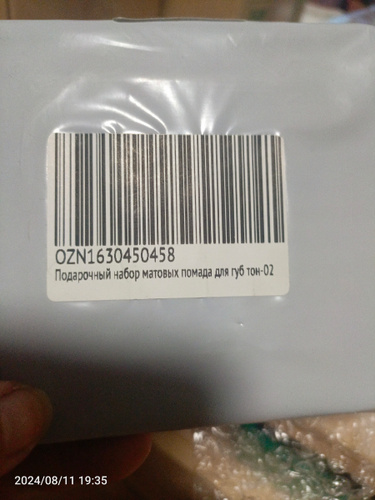 OZN1630450458
Подарочный набор матовых помада для губ тон-02
2024/08/11 19:35